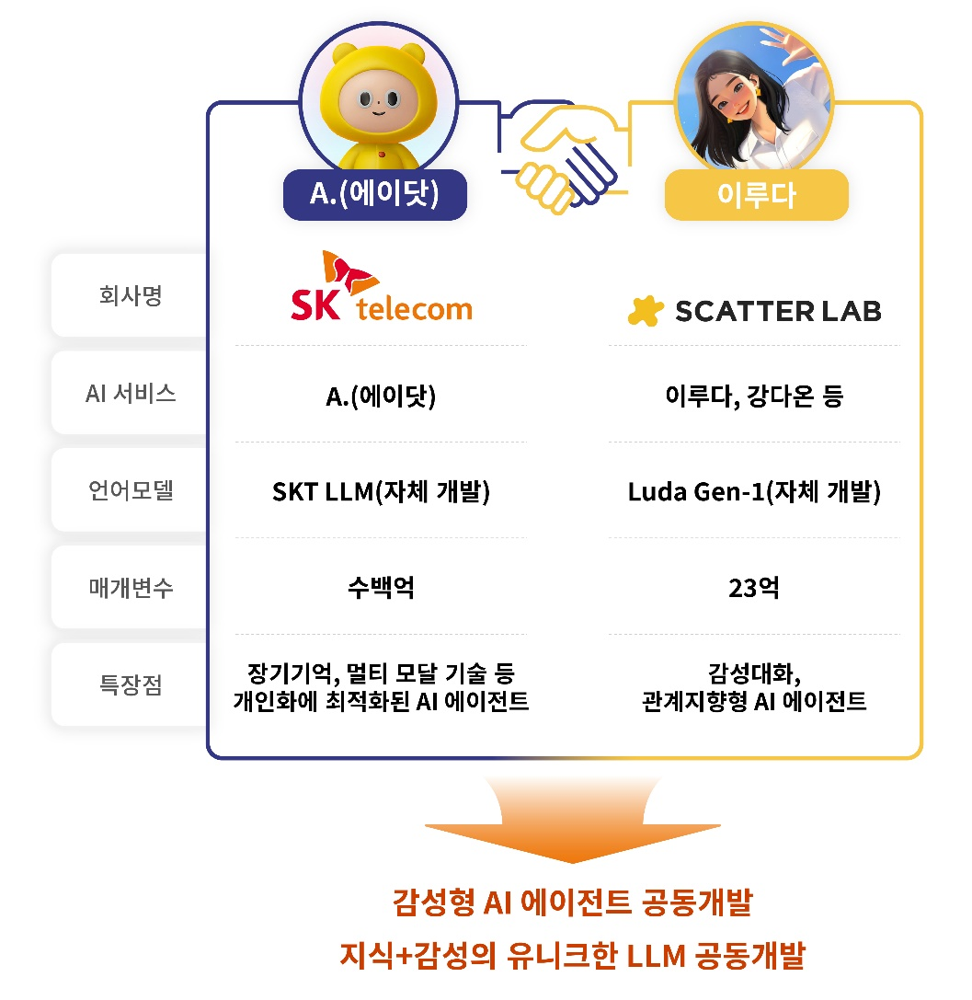 A.(에이닷)
이루다
회사명
SK telecom
SCATTER LAB
AI 서비스
A.(에이닷)
이루다, 강다온 등
언어모델
SKT LLM(자체 개발)
Luda Gen-1(자체 개발)
매개변수
수백억
23억
특장점
장기기억, 멀티 모달 기술 등
개인화에 최적화된 AI 에이전트
감성대화,
관계지향형 AI 에이전트
감성형 AI 에이전트 공동개발
지식+감성의 유니크한 LLM 공동개발